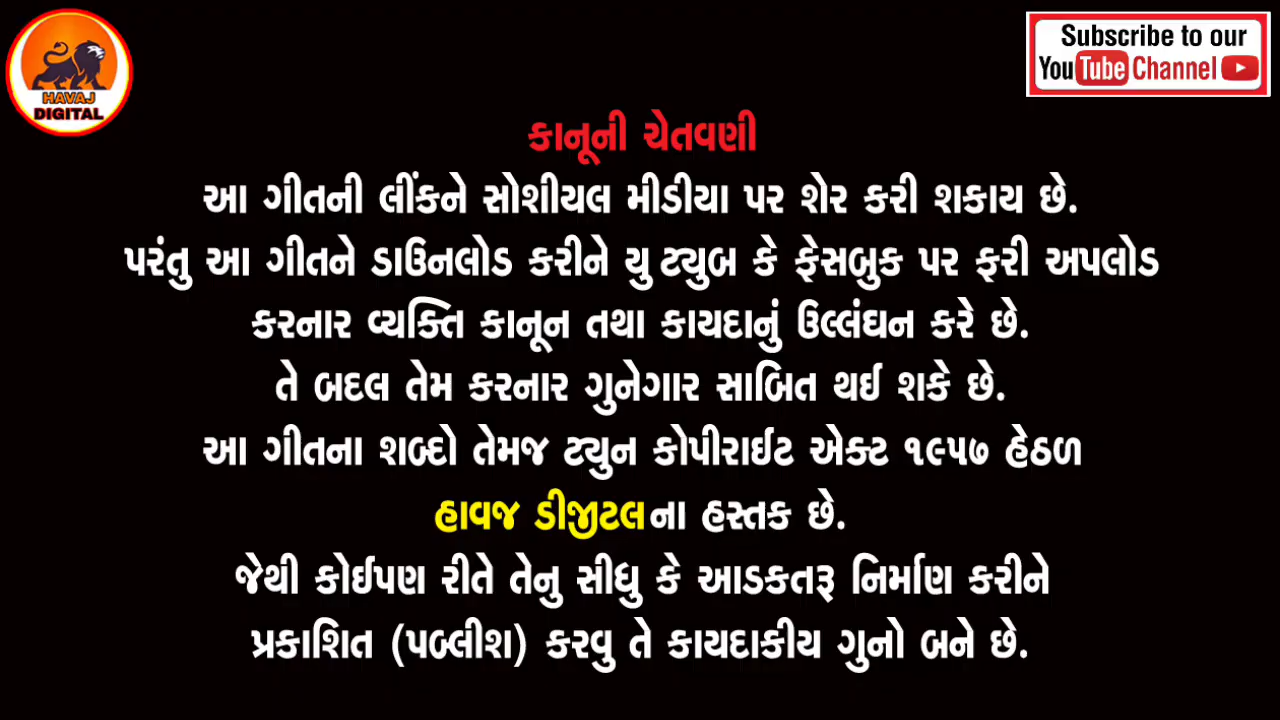 HAVAJ
DIGITAL
Subscribe to our
YouTube Channel
કાનૂની ચેતવણી
આ ગીતની લીંકને સોશીયલ મીડીયા પર શેર કરી શકાય છે.
પરંતુ આ ગીતને ડાઉનલોડ કરીને યુ ટ્યુબ કે ફેસબુક પર ફરી અપલોડ
કરનાર વ્યક્તિ કાનૂન તથા કાયદાનું ઉલ્લંઘન કરે છે.
તે બદલ તેમ કરનાર ગુનેગાર સાબિત થઈ શકે છે.
આ ગીતના શબ્દો તેમજ ટ્યુન કોપીરાઈટ એક્ટ ૧૯૫૭ હેઠળ
હાવજ ડીજીટલના હસ્તક છે.
જેથી કોઈપણ રીતે તેનુ સીધુ કે આડકતરૂ નિર્માણ કરીને
પ્રકાશિત (પબ્લીશ) કરવુ તે કાયદાકીય ગુનો બને છે.